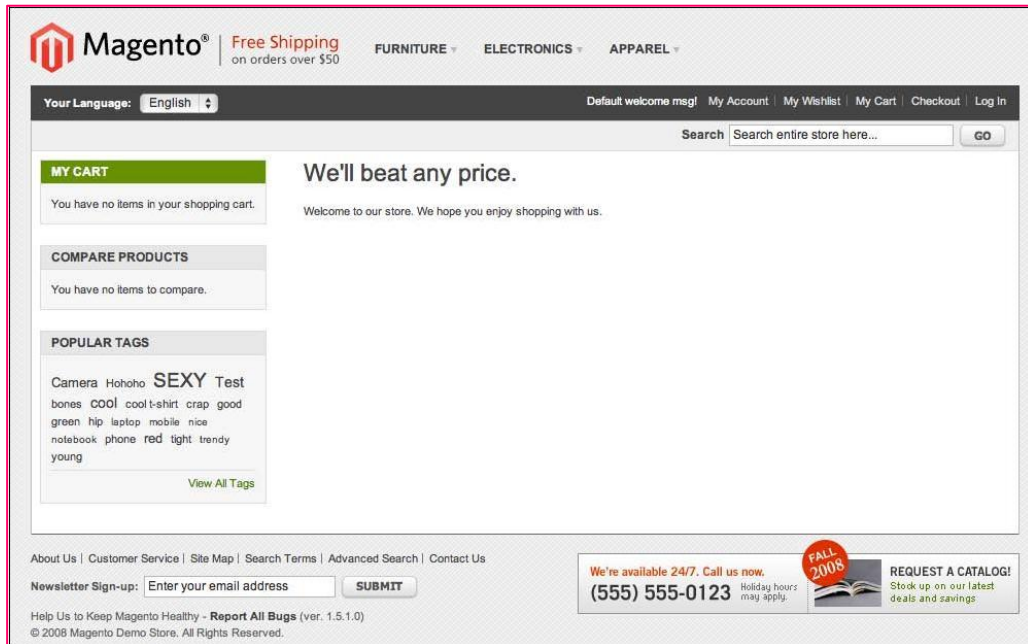 Magento®
Free Shipping
on orders over $50
FURNITURE ELECTRONICS APPAREL
Your Language: English
Default welcome msg! My Account | My Wishlist | My Cart | Checkout | Log In
Search Search entire store here... GO
MY CART
You have no items in your shopping cart.
We'll beat any price.
Welcome to our store. We hope you enjoy shopping with us.
COMPARE PRODUCTS
You have no items to compare.
POPULAR TAGS
Camera Hohoho SEXY Test
bones cool cool t-shirt crap good
green hip laptop mobile nice
notebook phone red tight trendy
young
View All Tags
About Us | Customer Service | Site Map | Search Terms | Advanced Search | Contact Us
Newsletter Sign-up: Enter your email address SUBMIT
Help Us to Keep Magento Healthy - Report All Bugs (ver. 1.5.1.0)
© 2008 Magento Demo Store. All Rights Reserved.
We're available 24/7. Call us now.
(555) 555-0123 Holiday hours
may apply.
FALL
2008
REQUEST A CATALOG!
Stock up on our latest
deals and savings